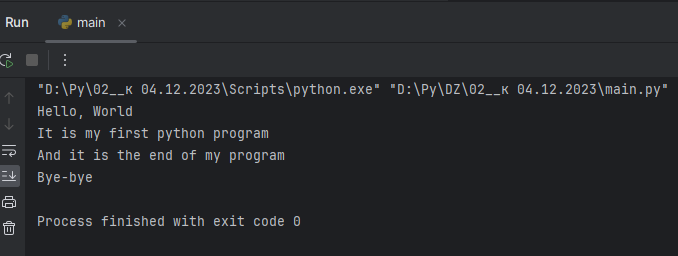 Run main
"D:\Py\02__к 04.12.2023\Scripts\python.exe" "D:\Py\DZ\02__к 04.12.2023\main.py"
Hello, World
It is my first python program
And it is the end of my program
Bye-bye
Process finished with exit code 0